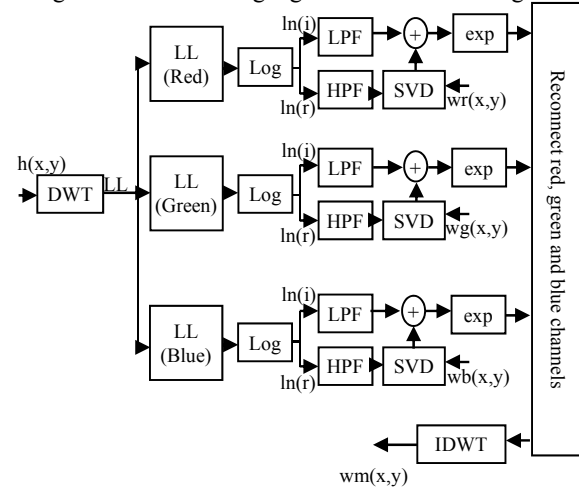 ln(i)
LPF
+
exp
LL
(Red)
Log
HPF
SVD
wr(x,y)
ln(r)
h(x,y)
DWT
LL
ln(i)
LPF
+
exp
LL
(Green)
Log
HPF
SVD
wg(x,y)
ln(r)
ln(i)
LPF
+
exp
LL
(Blue)
Log
HPF
SVD
wb(x,y)
ln(r)
Reconnect red, green and blue channels
IDWT
wm(x,y)